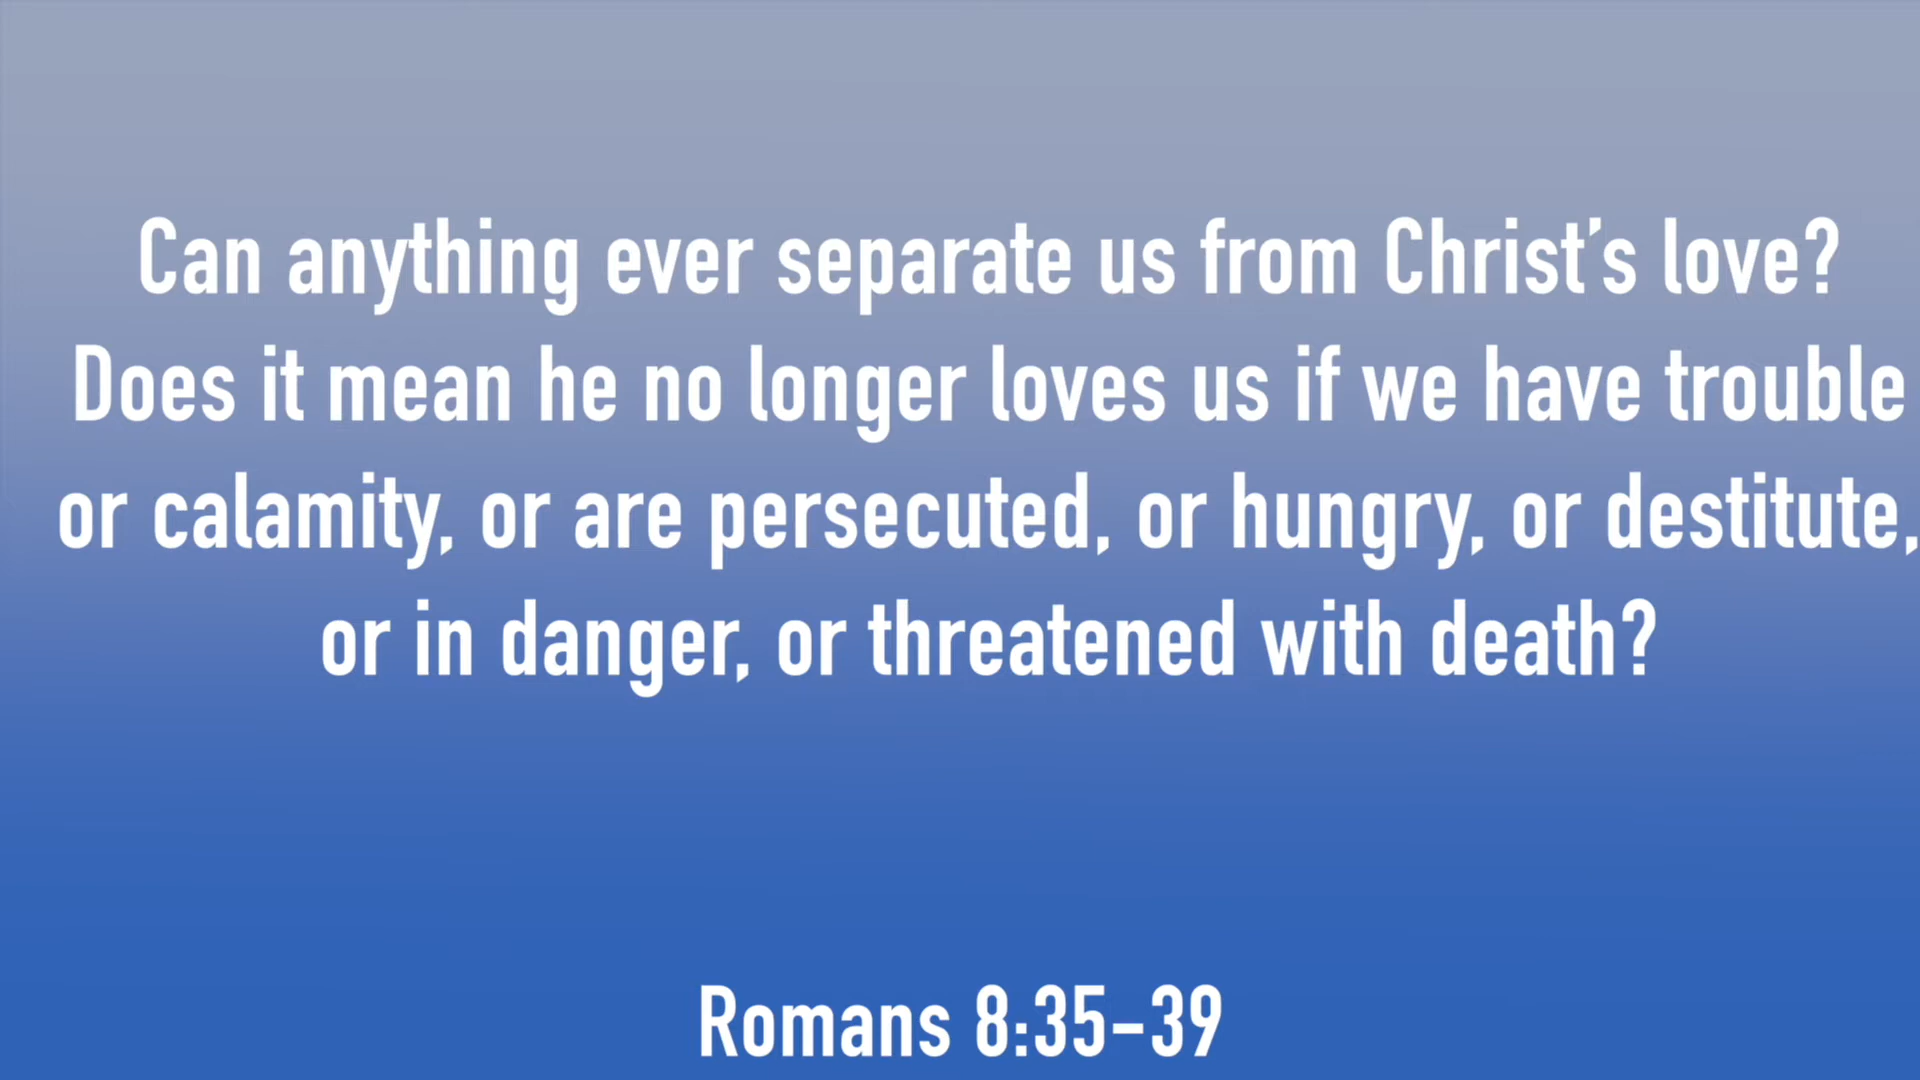 Can anything ever separate us from Christ’s love?
Does it mean he no longer loves us if we have trouble
or calamity, or are persecuted, or hungry, or destitute,
or in danger, or threatened with death?
Romans 8:35–39